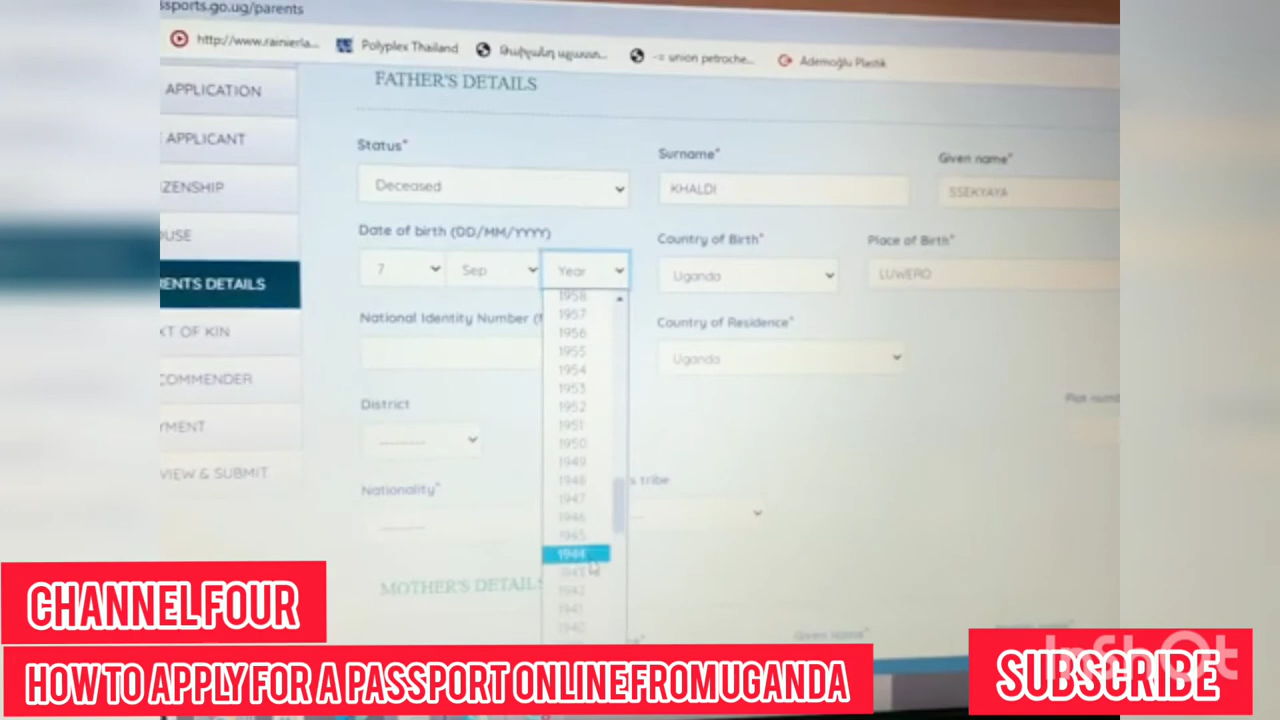 ssports.go.ug/parents
http://www.rainierla... Polyplex Thailand -= union petroche... Ademoğlu Plastik
APPLICATION
APPLICANT
ZENSHIP
OUSE
ENTS DETAILS
XT OF KIN
COMMENDER
YMENT
VIEW & SUBMIT
FATHER'S DETAILS
Status* Surname* Given name*
Deceased KHALDI SSEKYAYA
Date of birth (DD/MM/YYYY) Country of Birth* Place of Birth*
7 Sep Year Uganda LUWERO
1958
1957
National Identity Number ( Country of Residence*
1956
1955
Uganda
1954
1953
1952
District
1951
1950
1949
1948
s tribe
Nationality*
1947
1946
1945
1944
1943
1942
MOTHER'S DETAILS
1941
1940
Given name*
CHANNEL FOUR
HOW TO APPLY FOR A PASSPORT ONLINE FROM UGANDA
SUBSCRIBE
InShOt